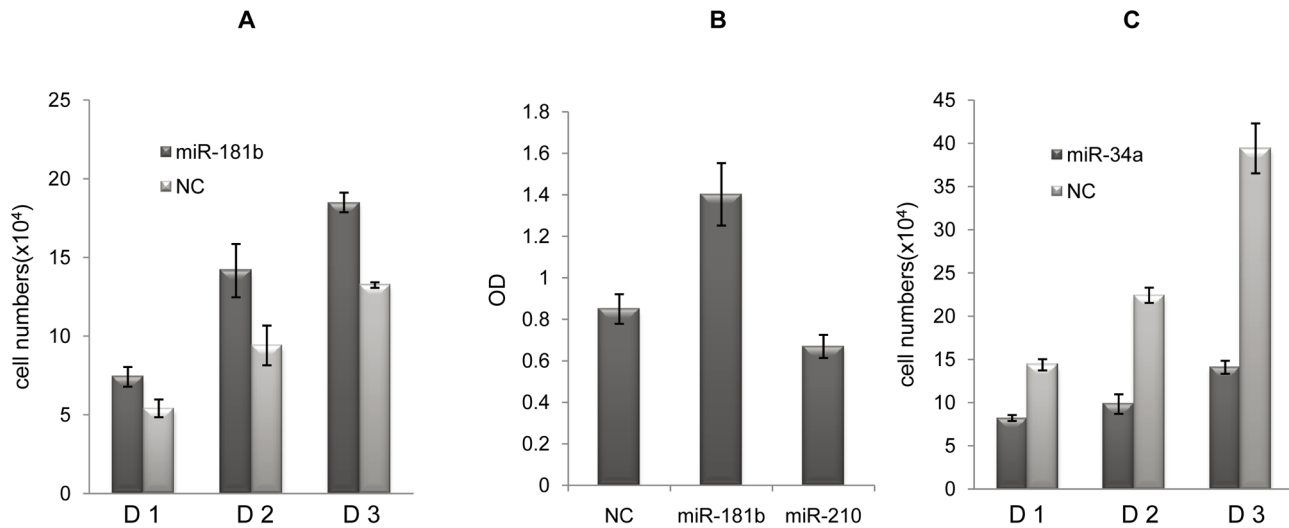 A
cell numbers(x10⁴)
25
20
15
10
5
0
miR-181b
NC
D 1
D 2
D 3
B
OD
1.8
1.6
1.4
1.2
1
0.8
0.6
0.4
0.2
0
NC
miR-181b
miR-210
C
cell numbers(x10⁴)
45
40
35
30
25
20
15
10
5
0
miR-34a
NC
D 1
D 2
D 3